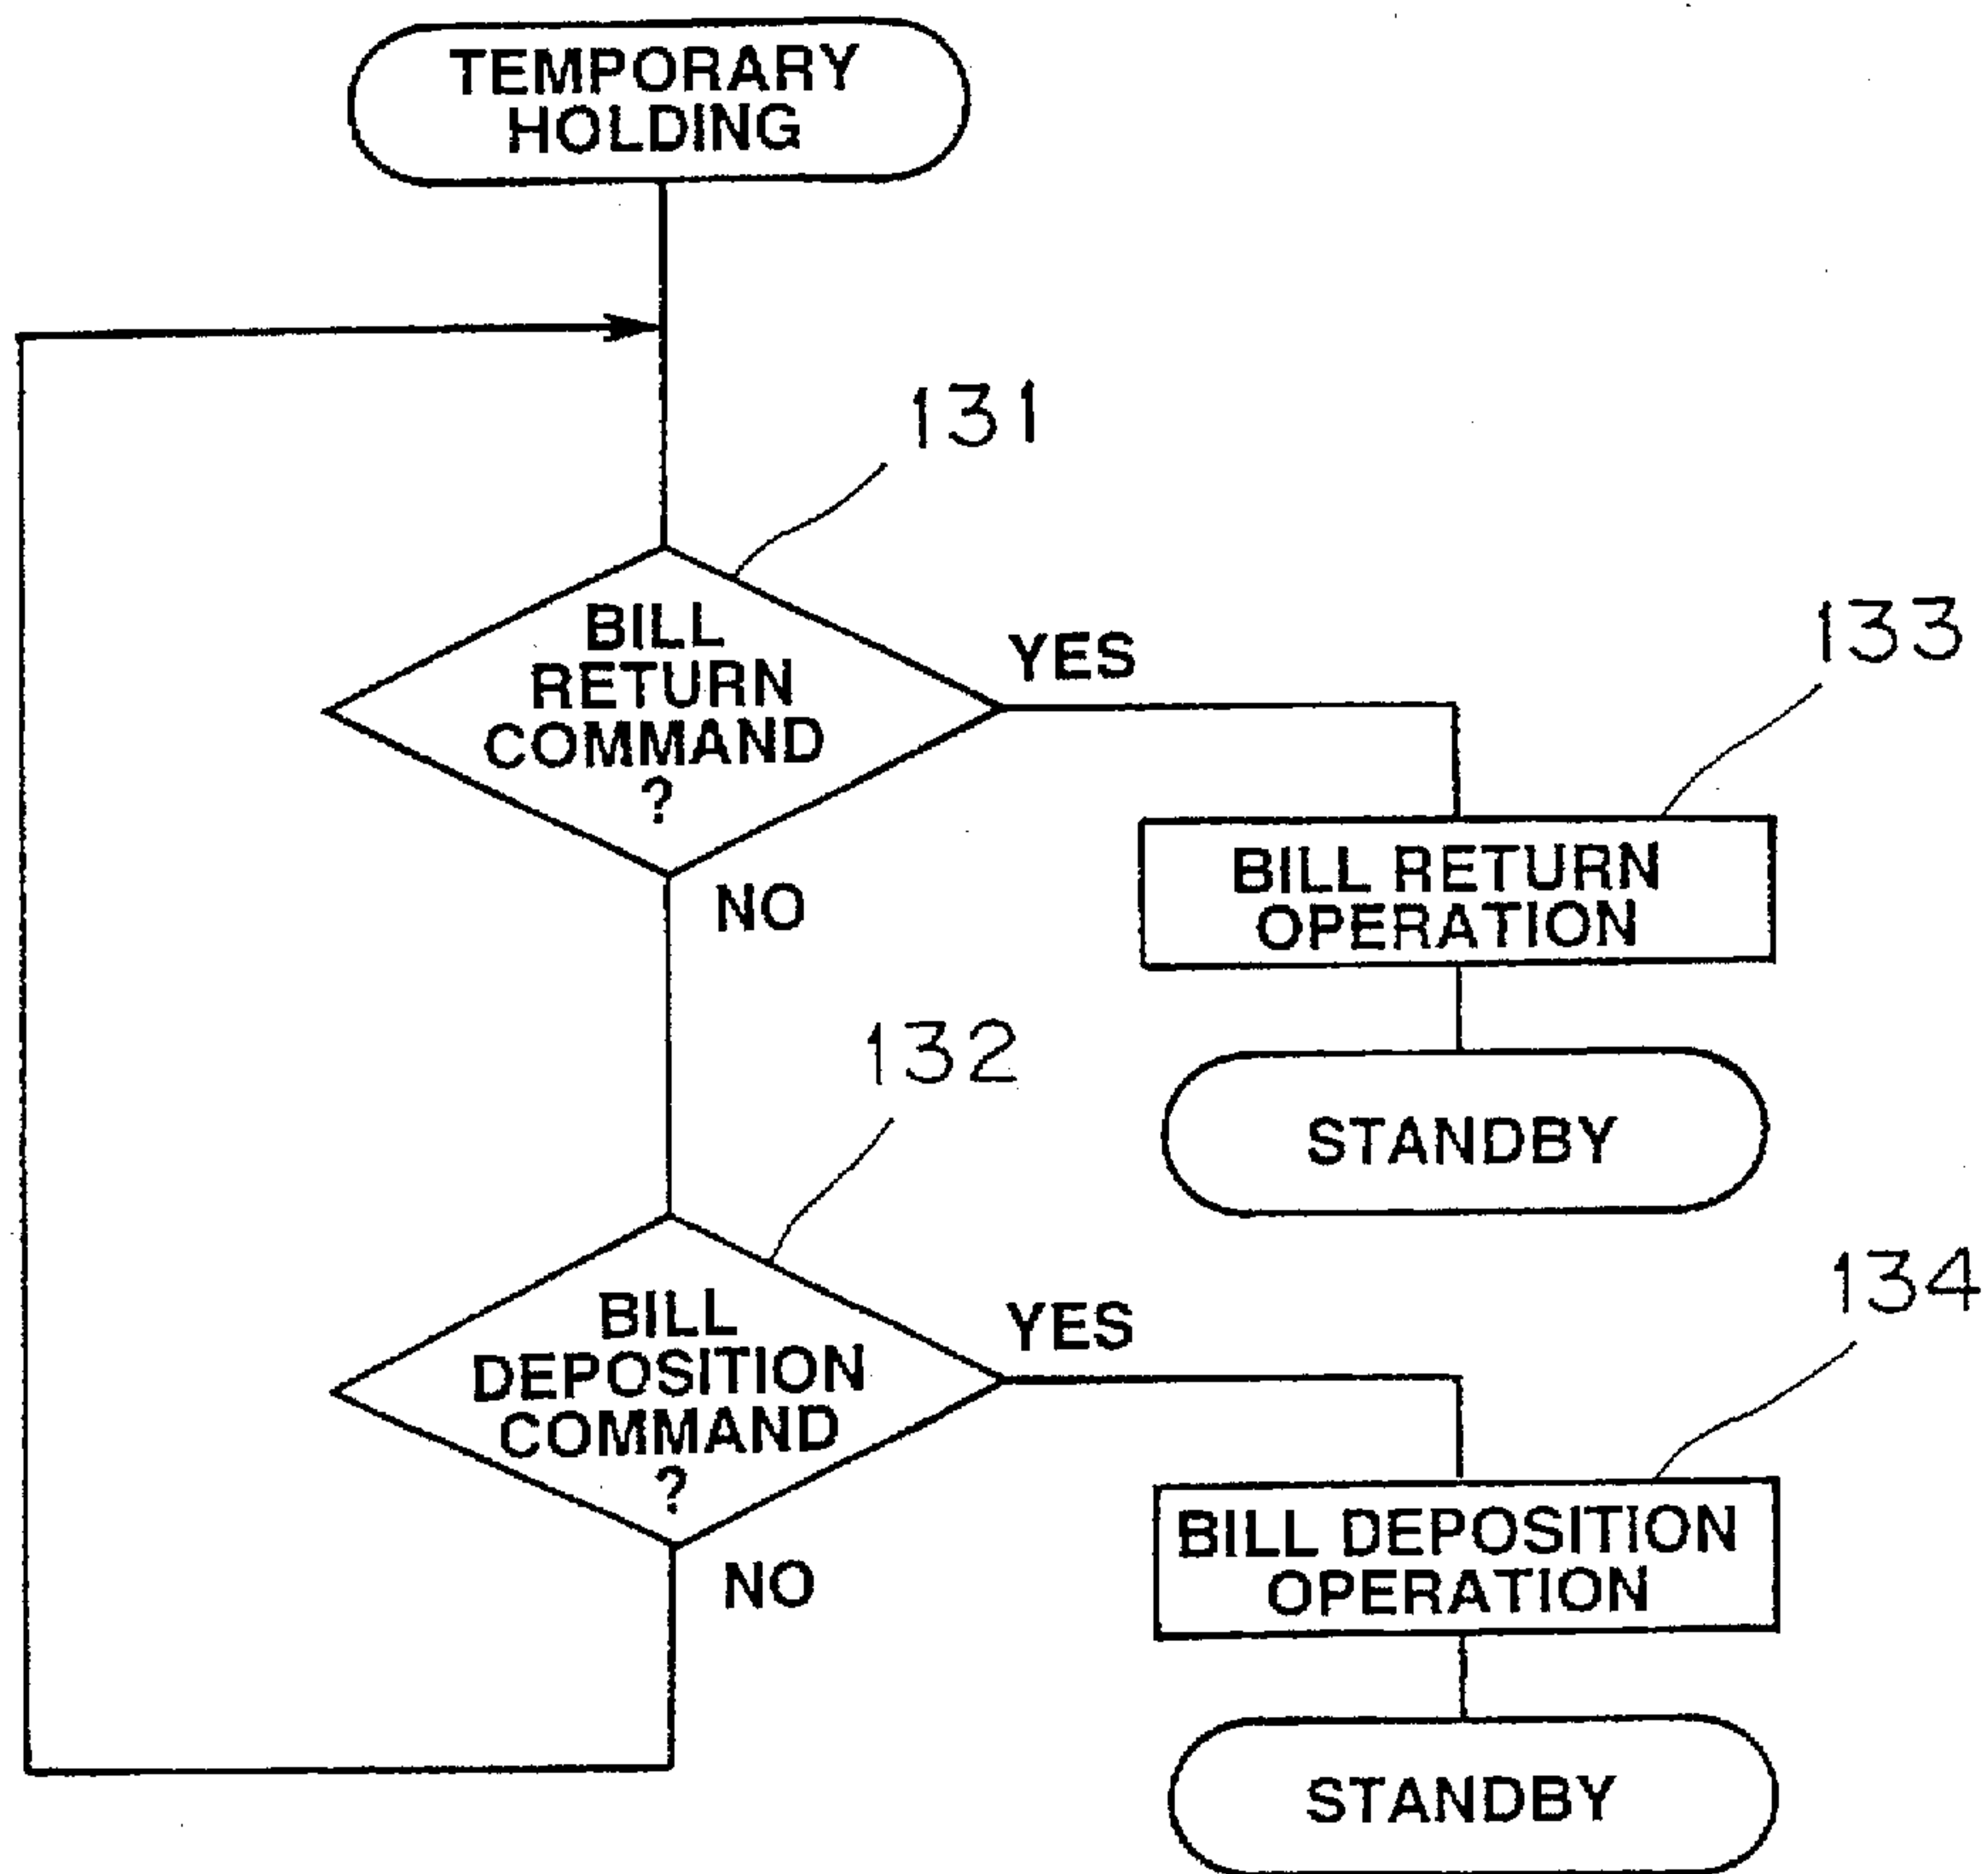 TEMPORARY
HOLDING
131
BILL
RETURN
COMMAND
?
YES
NO
133
BILL RETURN
OPERATION
STANDBY
132
BILL
DEPOSITION
COMMAND
?
YES
NO
134
BILL DEPOSITION
OPERATION
STANDBY